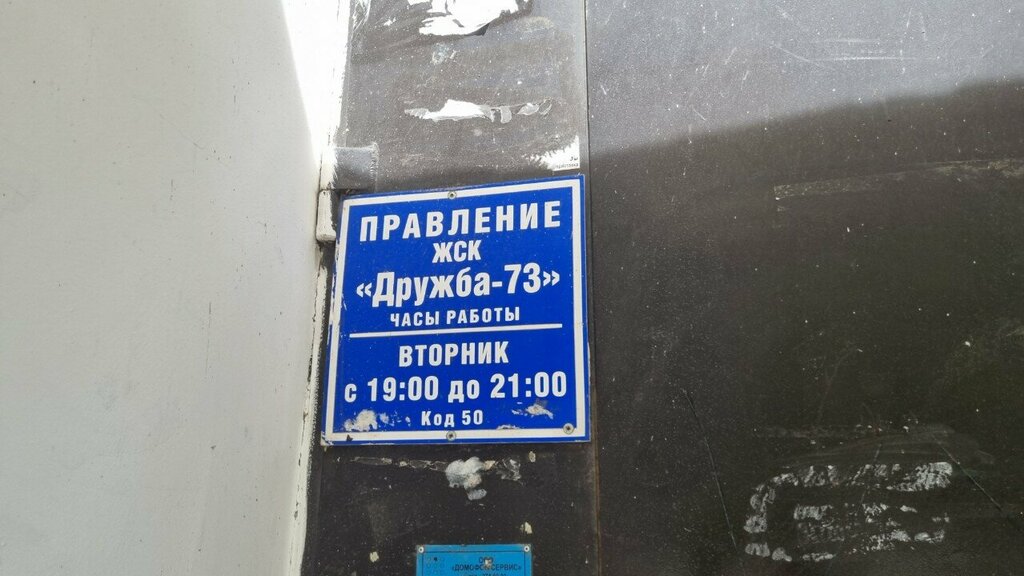 ПРАВЛЕНИЕ
ЖСК
«Дружба-73»
ЧАСЫ РАБОТЫ
ВТОРНИК
с 19:00 до 21:00
Код 50